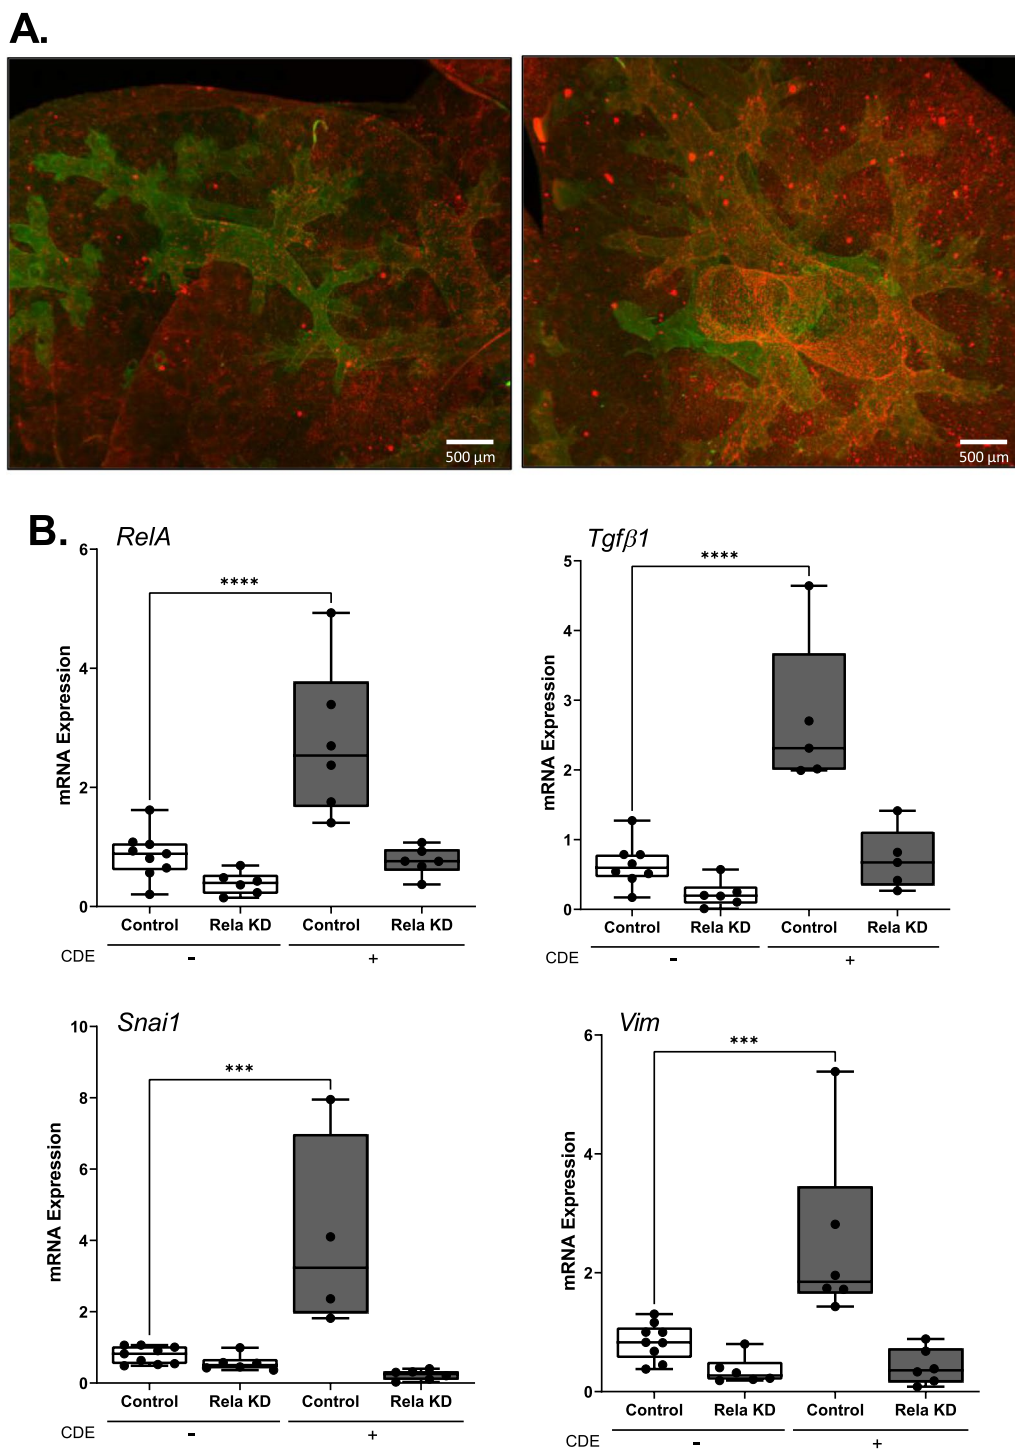 A.
500 µm
500 µm
B.
RelA
6
4
2
0
mRNA Expression
****
Control
Rela KD
Control
Rela KD
CDE
-
+
Tgfβ1
5
4
3
2
1
0
mRNA Expression
****
Control
Rela KD
Control
Rela KD
CDE
-
+
Snai1
10
8
6
4
2
0
mRNA Expression
***
Control
Rela KD
Control
Rela KD
CDE
-
+
Vim
6
4
2
0
mRNA Expression
***
Control
Rela KD
Control
Rela KD
CDE
-
+